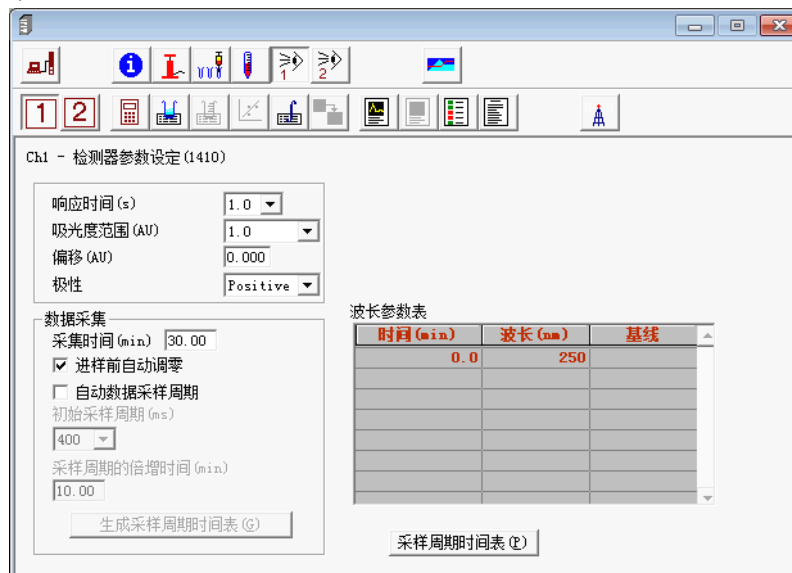 1 2
1 2
Ch1 - 检测器参数设定(1410)
响应时间(s) 1.0
吸光度范围(AU) 1.0
偏移(AU) 0.000
极性 Positive
数据采集
采集时间(min) 30.00
进样前自动调零
自动数据采样周期
初始采样周期(ms)
400
采样周期的倍增时间(min)
10.00
生成采样周期时间表(G)
波长参数表
时间(min) 波长(nm) 基线
0.0 250
采样周期时间表(P)